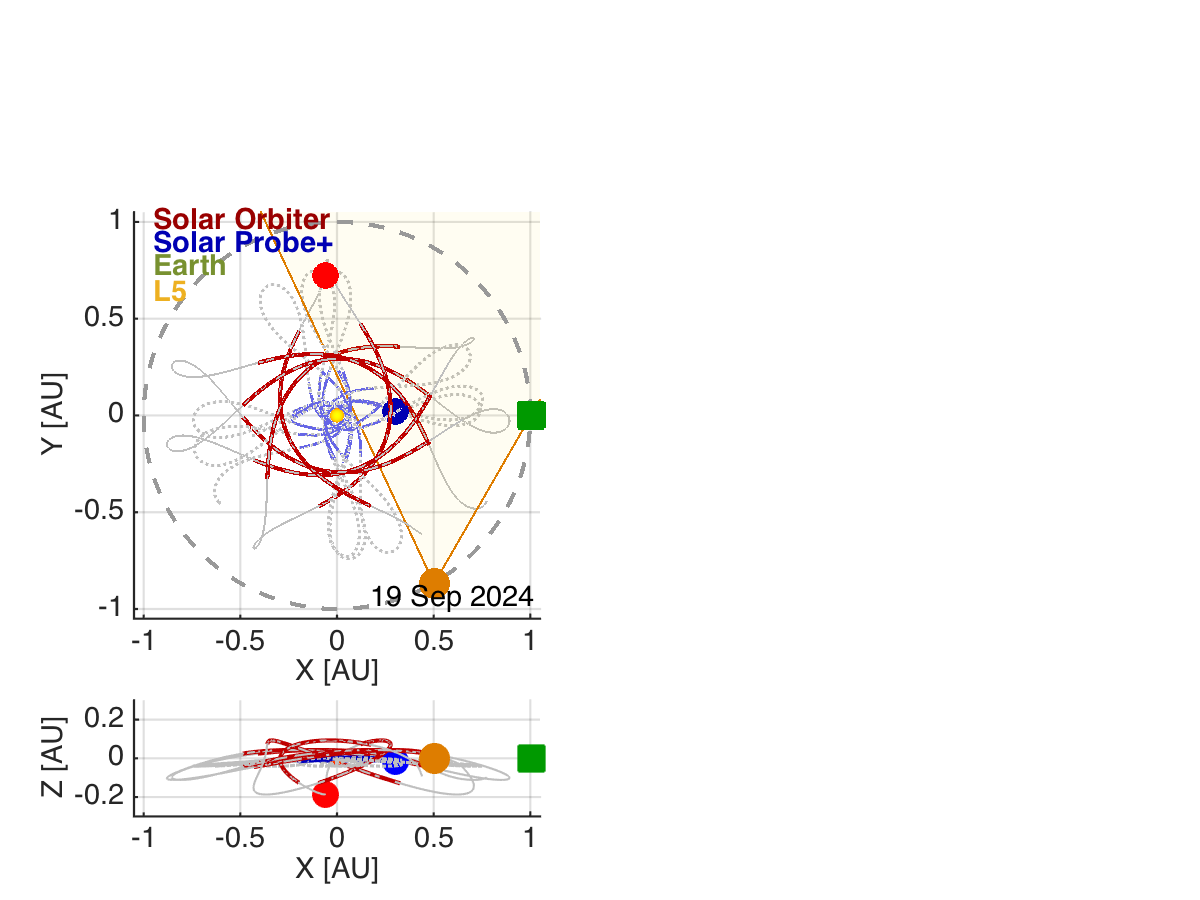 Solar Orbiter
Solar Probe+
Earth
L5
1
0.5
0
-0.5
-1
Y [AU]
19 Sep 2024
-1 -0.5 0 0.5 1
X [AU]
0.2
0
-0.2
Z [AU]
-1 -0.5 0 0.5 1
X [AU]